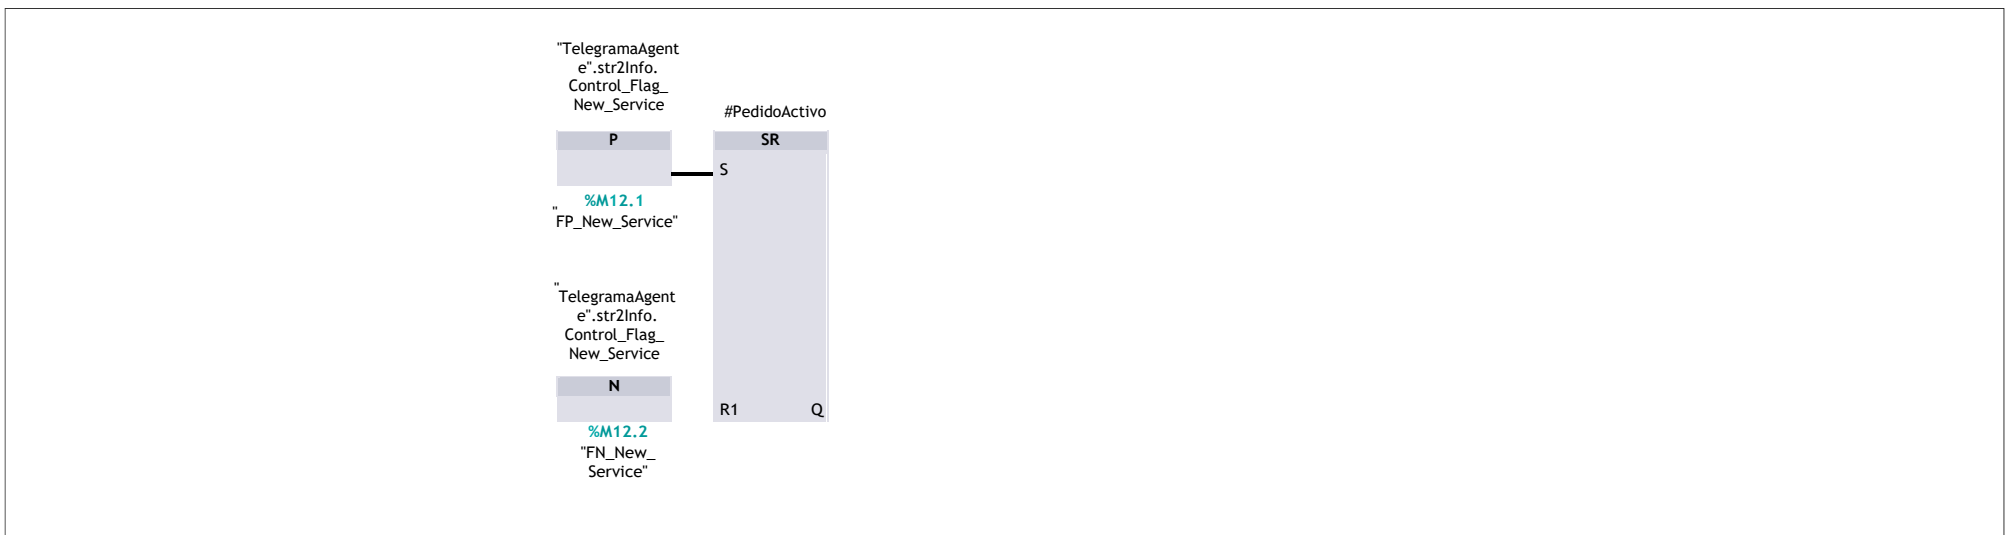 "TelegramaAgent
e".str2Info.
Control_Flag_
New_Service
#PedidoActivo
P
SR
S
%M12.1
"FP_New_Service"
"TelegramaAgent
e".str2Info.
Control_Flag_
New_Service
N
R1 Q
%M12.2
"FN_New_
Service"